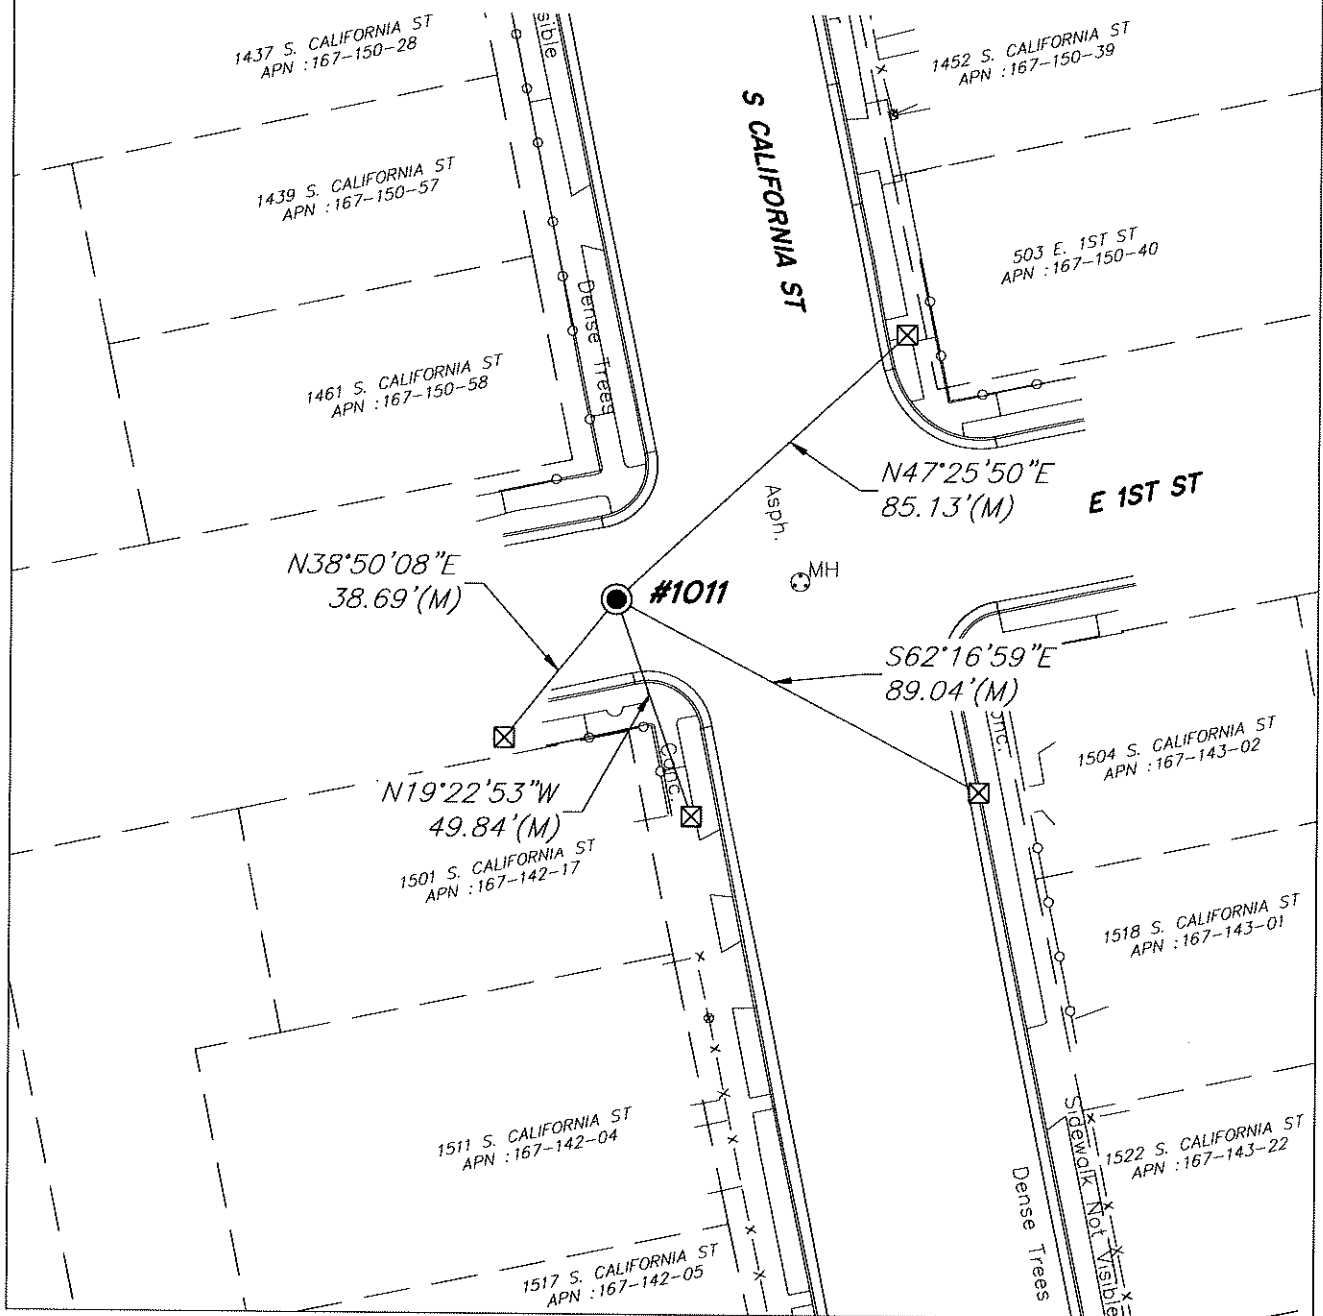 1437 S. CALIFORNIA ST
APN :167-150-28
sible
1452 S. CALIFORNIA ST
APN :167-150-39
S CALIFORNIA ST
1439 S. CALIFORNIA ST
APN :167-150-57
503 E. 1ST ST
APN :167-150-40
Dense Trees
1461 S. CALIFORNIA ST
APN :167-150-58
N47°25'50"E
85.13'(M)
E 1ST ST
Asph.
N38°50'08"E
38.69'(M)
#1011
MH
S62°16'59"E
89.04'(M)
onc.
1504 S. CALIFORNIA ST
APN :167-143-02
Conc.
N19°22'53"W
49.84'(M)
1501 S. CALIFORNIA ST
APN :167-142-17
1518 S. CALIFORNIA ST
APN :167-143-01
1511 S. CALIFORNIA ST
APN :167-142-04
Sidewalk Not Visible
1522 S. CALIFORNIA ST
APN :167-143-22
Dense Trees
1517 S. CALIFORNIA ST
APN :167-142-05